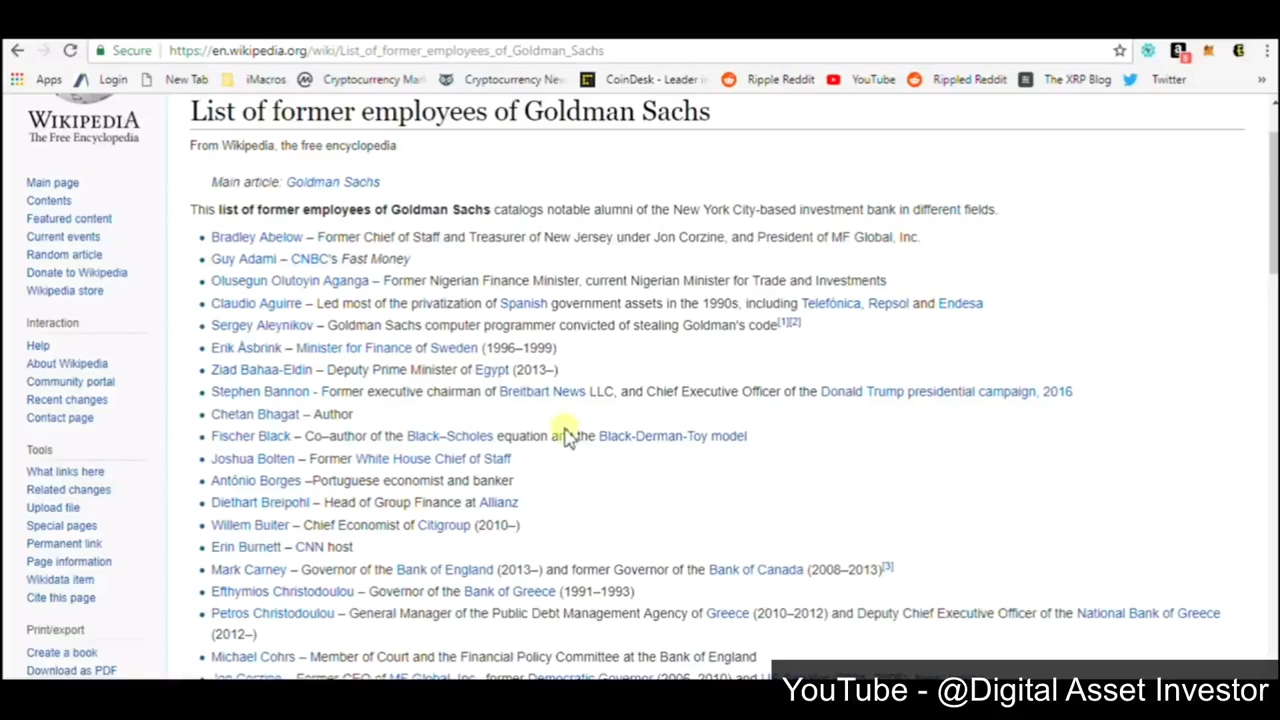 Secure https://en.wikipedia.org/wiki/List_of_former_employees_of_Goldman_Sachs
Apps Login New Tab iMacros Cryptocurrency Ma Cryptocurrency Ne CoinDesk - Leader i Ripple Reddit YouTube Rippled Reddit The XRP Blog Twitter »
WIKIPEDIA
The Free Encyclopedia
Main page
Contents
Featured content
Current events
Random article
Donate to Wikipedia
Wikipedia store
Interaction
Help
About Wikipedia
Community portal
Recent changes
Contact page
Tools
What links here
Related changes
Upload file
Special pages
Permanent link
Page information
Wikidata item
Cite this page
Print/export
Create a book
Download as PDF
List of former employees of Goldman Sachs
From Wikipedia, the free encyclopedia
Main article: Goldman Sachs
This list of former employees of Goldman Sachs catalogs notable alumni of the New York City-based investment bank in different fields.
• Bradley Abelow – Former Chief of Staff and Treasurer of New Jersey under Jon Corzine, and President of MF Global, Inc.
• Guy Adami – CNBC's Fast Money
• Olusegun Olutoyin Aganga – Former Nigerian Finance Minister, current Nigerian Minister for Trade and Investments
• Claudio Aguirre – Led most of the privatization of Spanish government assets in the 1990s, including Telefónica, Repsol and Endesa
• Sergey Aleynikov – Goldman Sachs computer programmer convicted of stealing Goldman's code[1][2]
• Erik Åsbrink – Minister for Finance of Sweden (1996–1999)
• Ziad Bahaa-Eldin – Deputy Prime Minister of Egypt (2013–)
• Stephen Bannon - Former executive chairman of Breitbart News LLC, and Chief Executive Officer of the Donald Trump presidential campaign, 2016
• Chetan Bhagat – Author
• Fischer Black – Co–author of the Black–Scholes equation and the Black-Derman-Toy model
• Joshua Bolten – Former White House Chief of Staff
• António Borges –Portuguese economist and banker
• Diethart Breipohl – Head of Group Finance at Allianz
• Willem Buiter – Chief Economist of Citigroup (2010–)
• Erin Burnett – CNN host
• Mark Carney – Governor of the Bank of England (2013–) and former Governor of the Bank of Canada (2008–2013)[3]
• Efthymios Christodoulou – Governor of the Bank of Greece (1991–1993)
• Petros Christodoulou – General Manager of the Public Debt Management Agency of Greece (2010–2012) and Deputy Chief Executive Officer of the National Bank of Greece
(2012–)
• Michael Cohrs – Member of Court and the Financial Policy Committee at the Bank of England
Jon Corzine – Former CEO of MF Global, Inc., former Democratic Governor (2006–2010) and
YouTube - @Digital Asset Investor